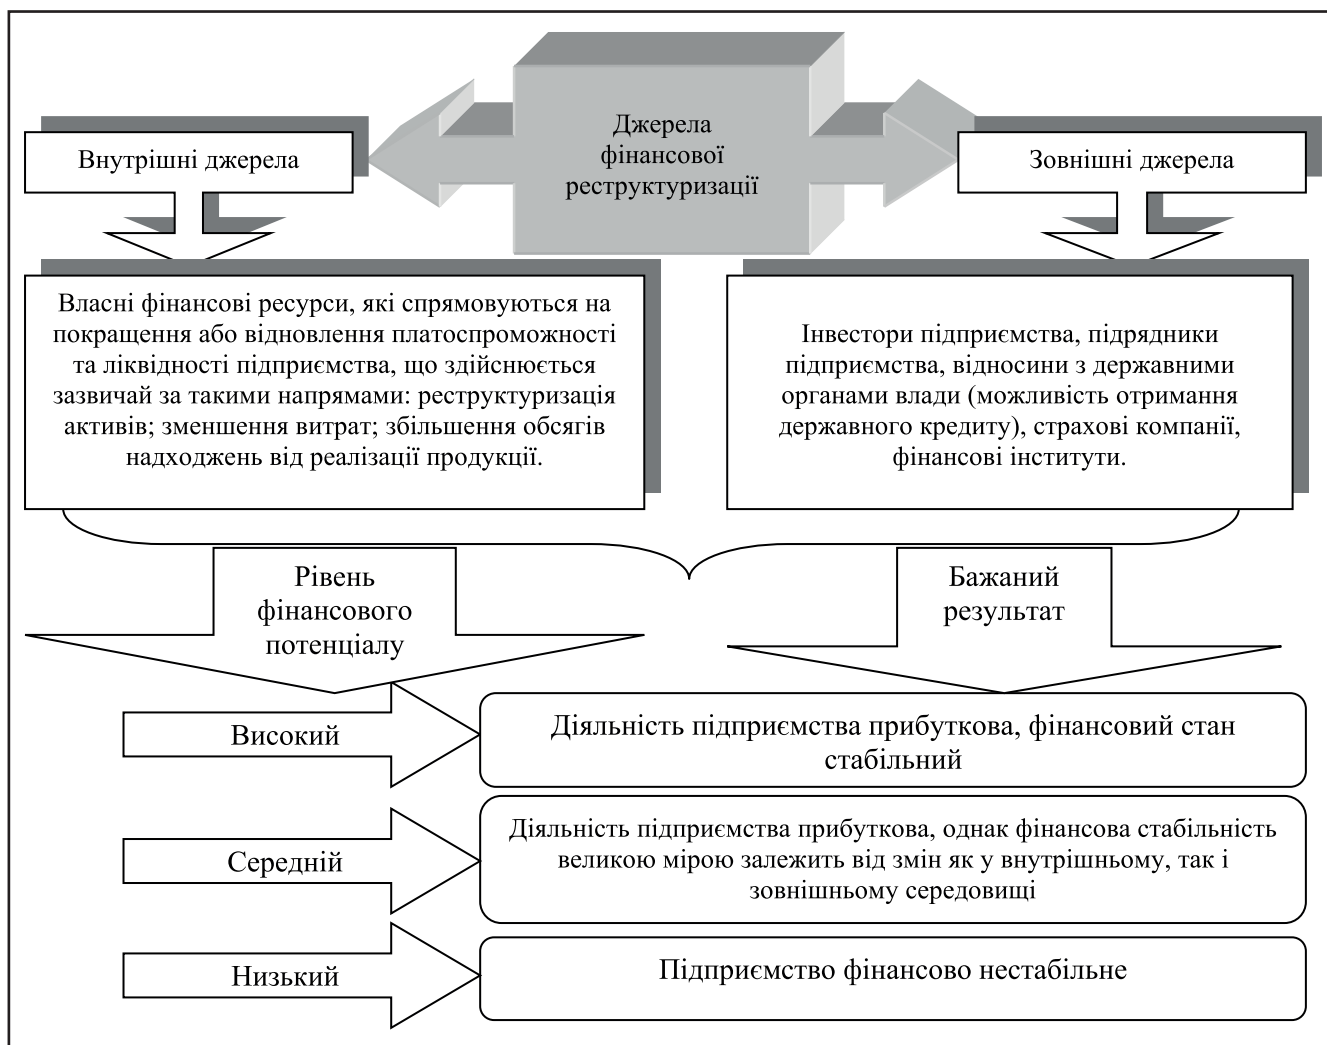 Джерела
фінансової
реструктуризації
Внутрішні джерела
Зовнішні джерела
Власні фінансові ресурси, які спрямовуються на
покращення або відновлення платоспроможності
та ліквідності підприємства, що здійснюється
зазвичай за такими напрямами: реструктуризація
активів; зменшення витрат; збільшення обсягів
надходжень від реалізації продукції.
Інвестори підприємства, підрядники
підприємства, відносини з державними
органами влади (можливість отримання
державного кредиту), страхові компанії,
фінансові інститути.
Рівень
фінансового
потенціалу
Бажаний
результат
Високий
Діяльність підприємства прибуткова, фінансовий стан
стабільний
Середній
Діяльність підприємства прибуткова, однак фінансова стабільність
великою мірою залежить від змін як у внутрішньому, так і
зовнішньому середовищі
Низький
Підприємство фінансово нестабільне